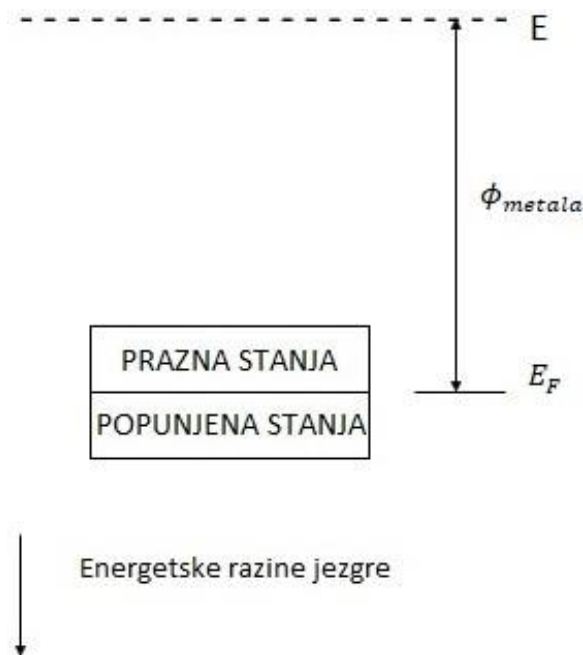 E
ϕmetala
PRAZNA STANJA
EF
POPUNJENA STANJA
Energetske razine jezgre